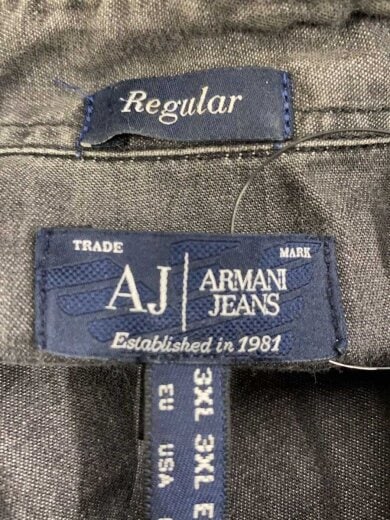 Regular
TRADE MARK
AJ ARMANI
JEANS
Established in 1981
3XL 3XL
EU USA